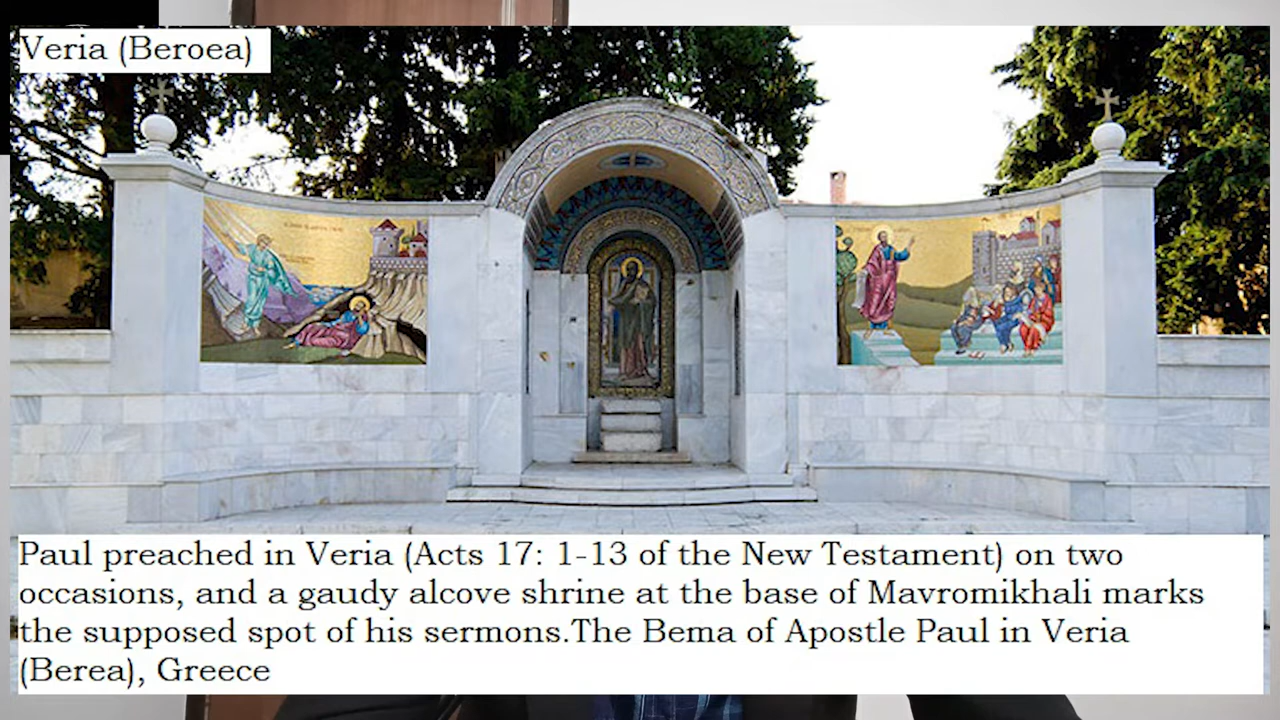 Veria (Beroea)
Paul preached in Veria (Acts 17: 1-13 of the New Testament) on two
occasions, and a gaudy alcove shrine at the base of Mavromikhali marks
the supposed spot of his sermons.The Bema of Apostle Paul in Veria
(Berea), Greece